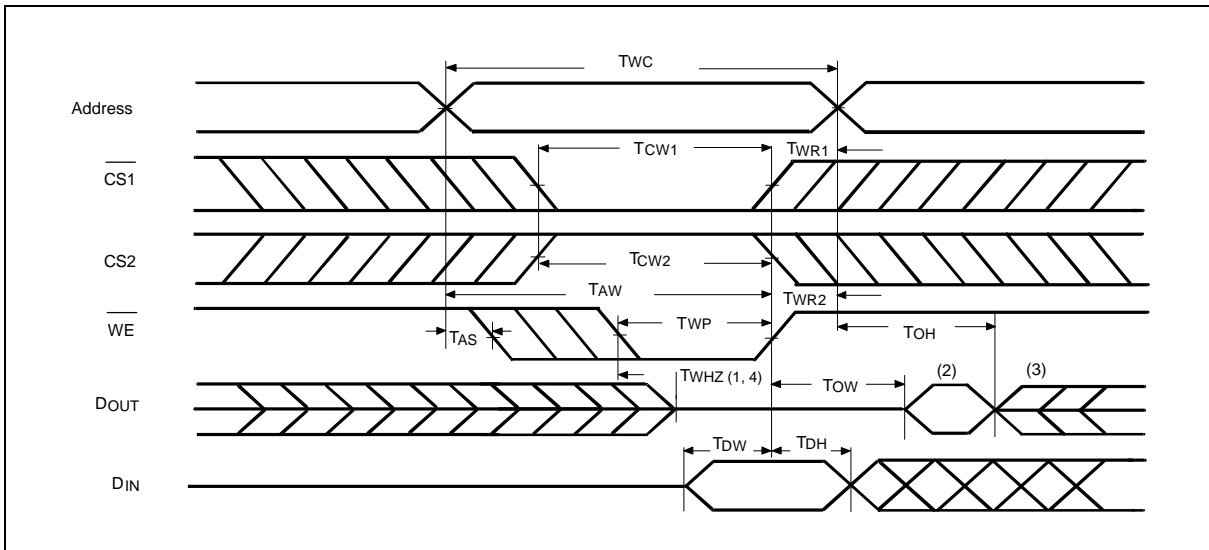 TWC
Address
TCW1
TWR1
CS1
CS2
TCW2
TAW
TWR2
WE
TAS
TWP
TOH
TWHZ (1, 4)
TOW
(2)
(3)
DOUT
TDW
TDH
DIN